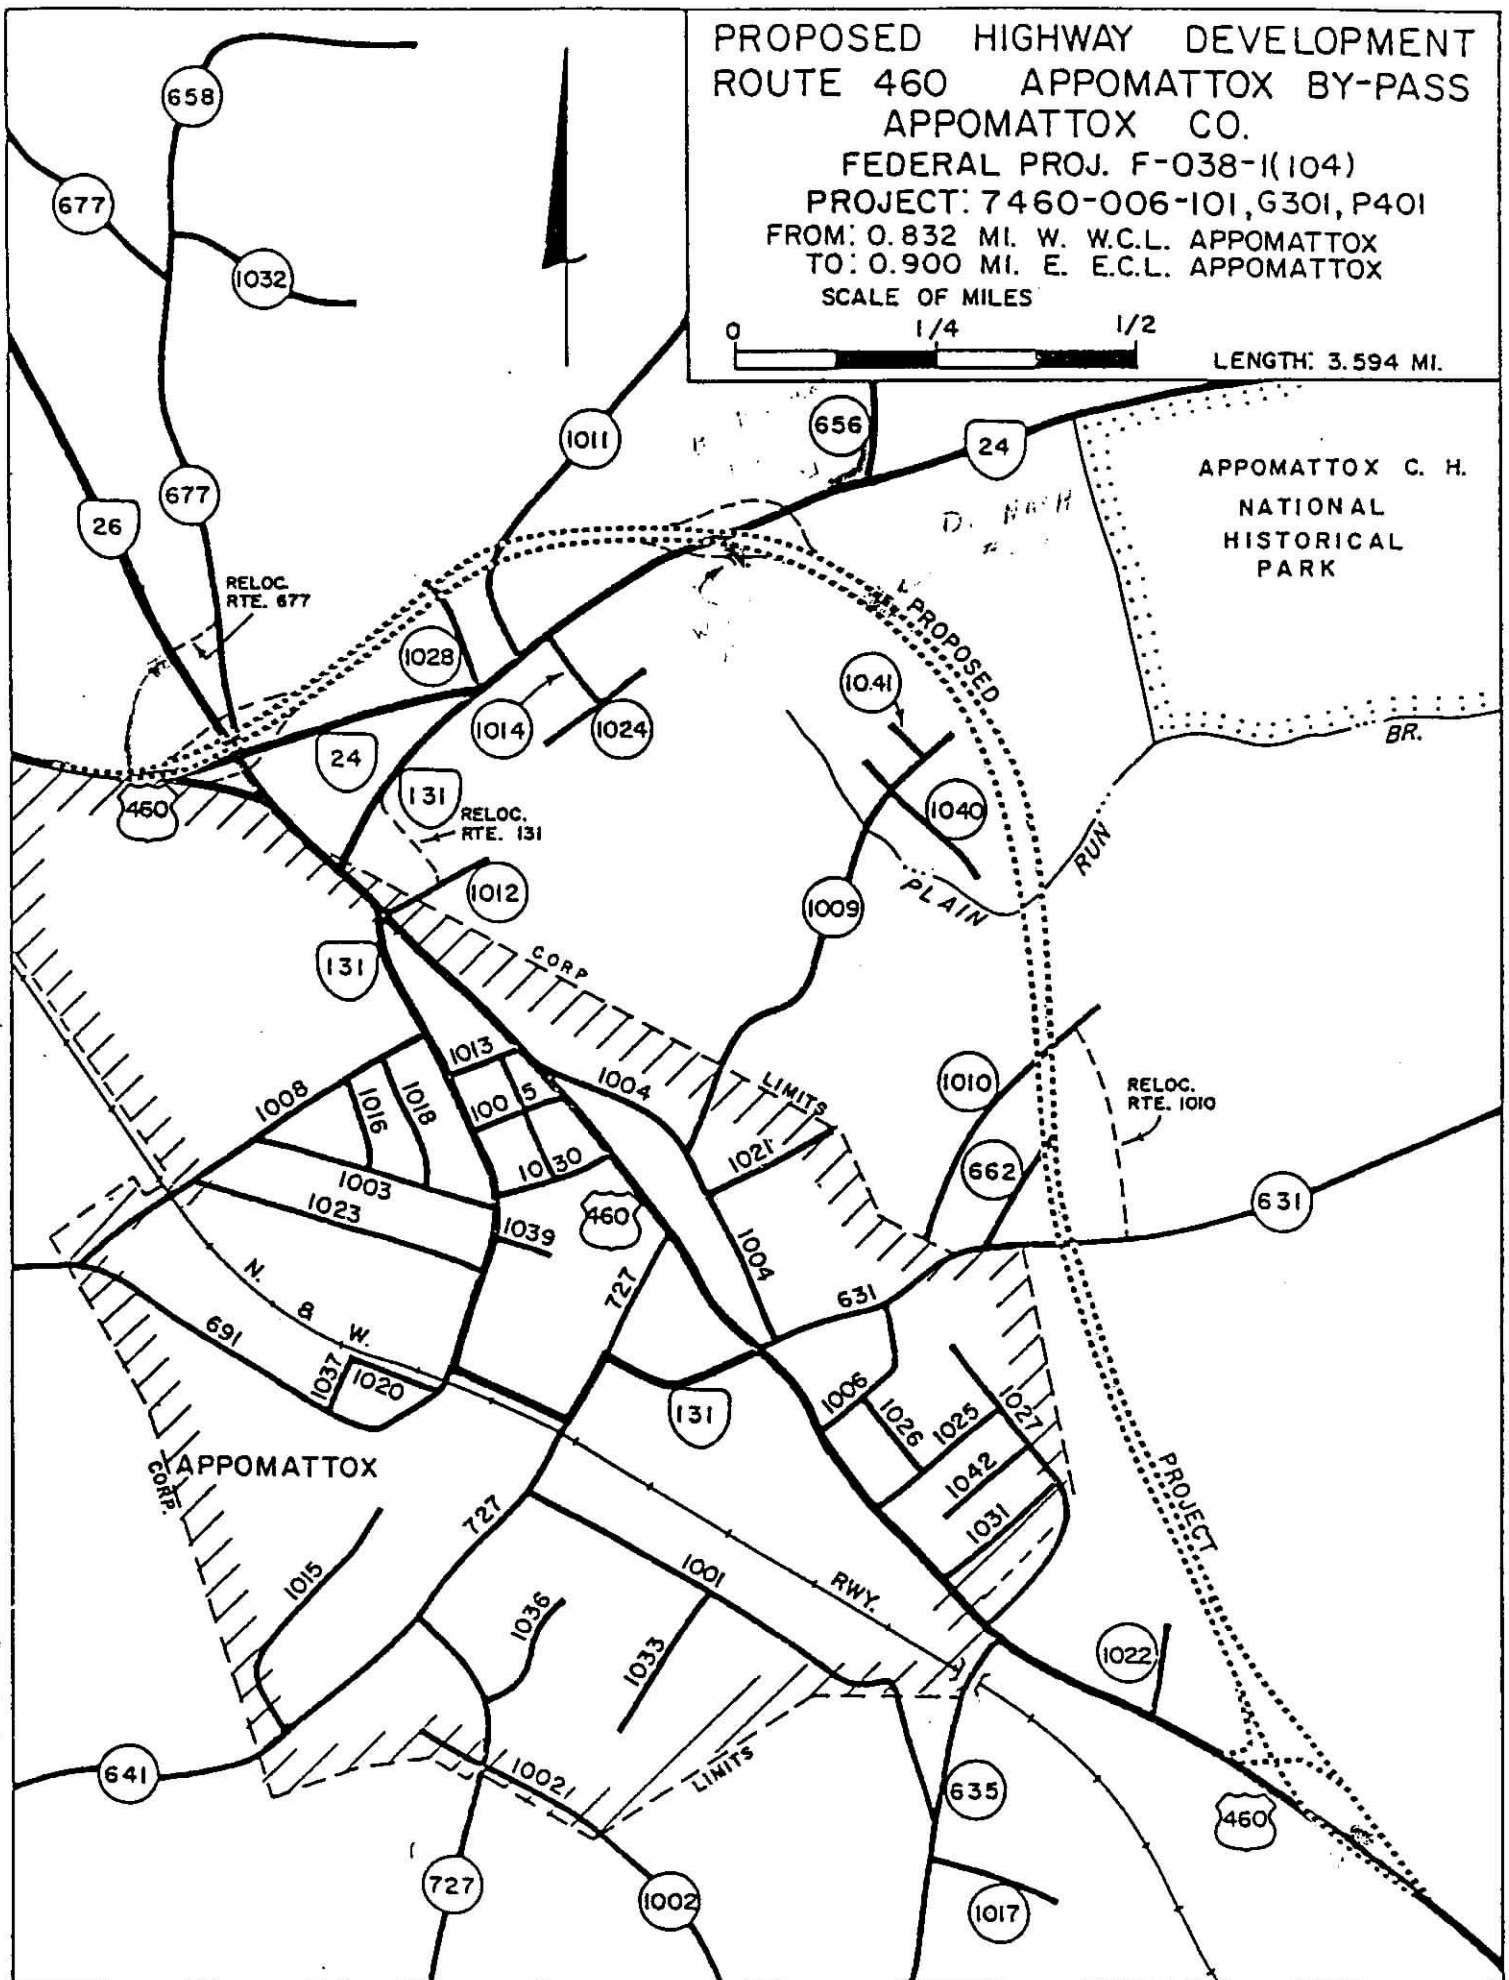 PROPOSED HIGHWAY DEVELOPMENT
ROUTE 460 APPOMATTOX BY-PASS
APPOMATTOX CO.
FEDERAL PROJ. F-038-1(104)
PROJECT: 7460-006-101, G301, P401
FROM: 0.832 MI. W. W.C.L. APPOMATTOX
TO: 0.900 MI. E. E.C.L. APPOMATTOX
SCALE OF MILES
0 1/4 1/2
LENGTH: 3.594 MI.
658
677
1032
1011
656
24
677
26
APPOMATTOX C. H.
NATIONAL
HISTORICAL
PARK
RELOC.
RTE. 677
PROPOSED
1028
1014
1024
1041
24
131
460
RELOC.
RTE. 131
1040
BR.
RUN
PLAIN
1012
1009
131
CORP
LIMITS
1013
1004
1010
RELOC.
RTE. 1010
1008
1016
1018
1005
1021
662
1030
1003
1023
460
1039
631
1004
727
631
N. & W.
691
1037
1020
131
1006
1026
1025
1027
1042
1031
APPOMATTOX
CORP.
727
PROJECT
1015
1001
RWY.
1036
1033
1022
641
1002
LIMITS
635
460
727
1002
1017